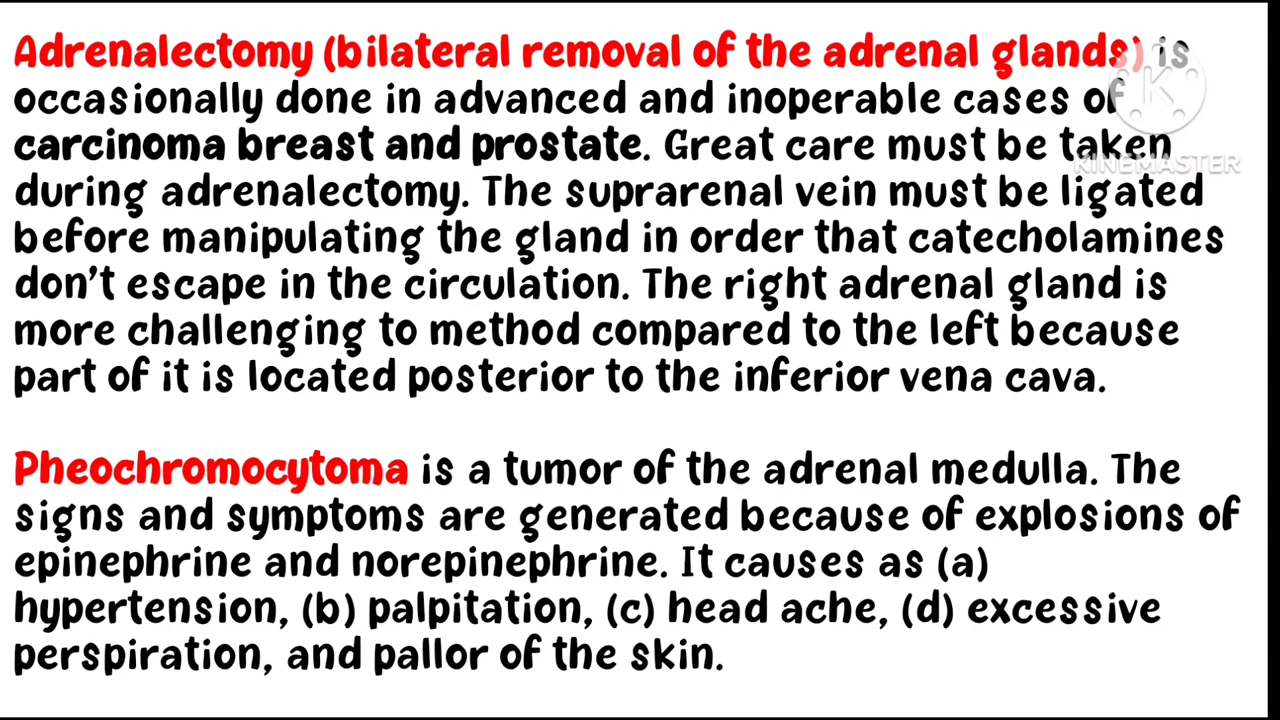 Adrenalectomy (bilateral removal of the adrenal glands) is
occasionally done in advanced and inoperable cases of
carcinoma breast and prostate. Great care must be taken
during adrenalectomy. The suprarenal vein must be ligated
before manipulating the gland in order that catecholamines
don't escape in the circulation. The right adrenal gland is
more challenging to method compared to the left because
part of it is located posterior to the inferior vena cava.
Pheochromocytoma is a tumor of the adrenal medulla. The
signs and symptoms are generated because of explosions of
epinephrine and norepinephrine. It causes as (a)
hypertension, (b) palpitation, (c) head ache, (d) excessive
perspiration, and pallor of the skin.
K
KINEMASTER